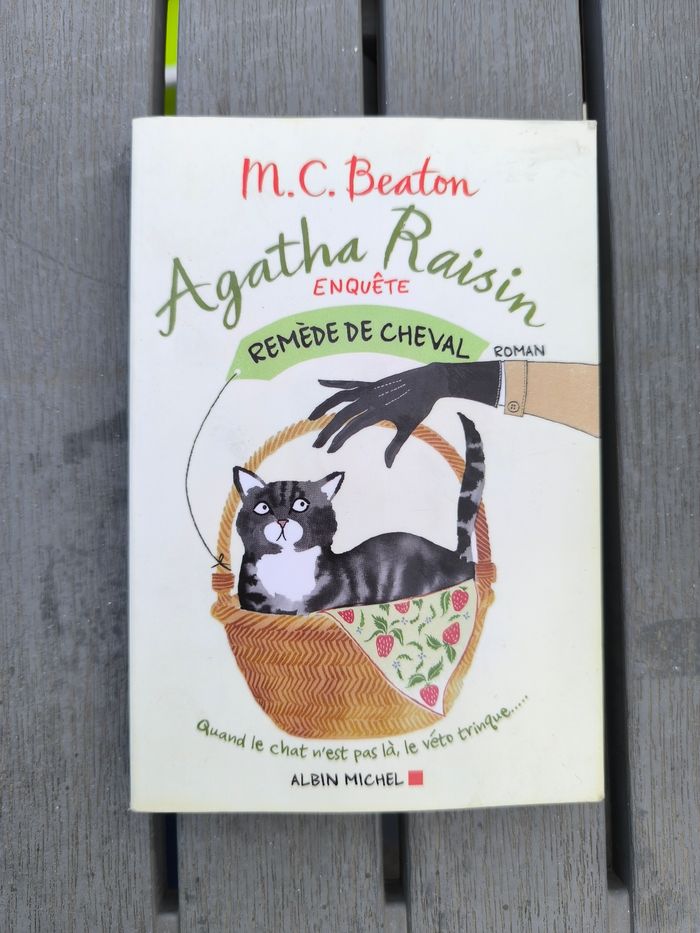 M.C. Beaton
Agatha Raisin
ENQUÊTE
REMÈDE DE CHEVAL
ROMAN
Quand le chat n'est pas là, le véto trinque.....
ALBIN MICHEL